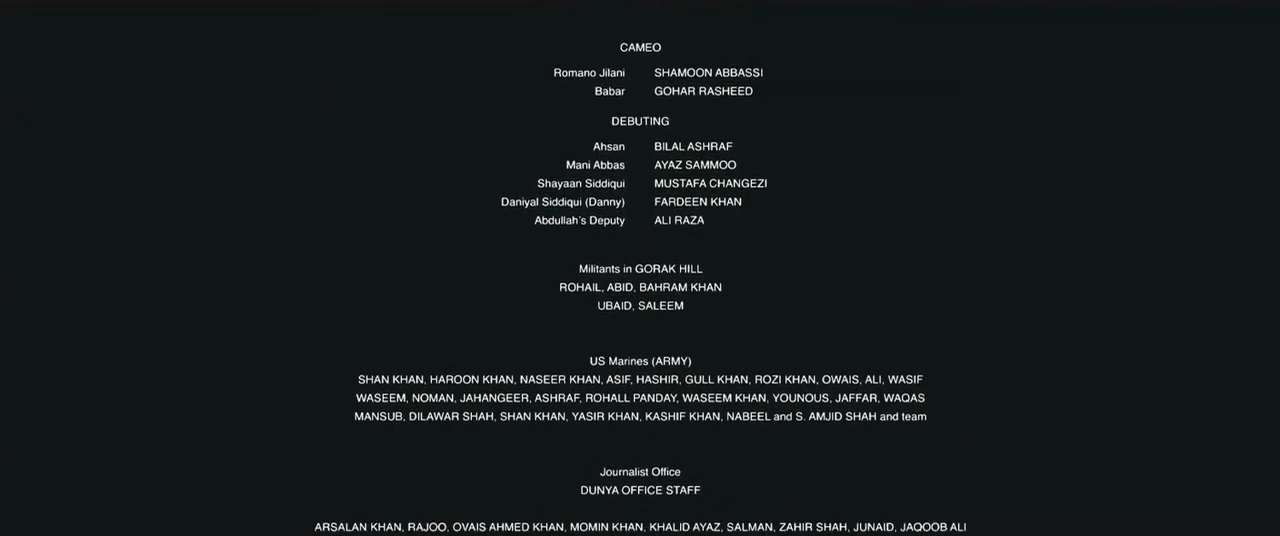 CAMEO
Romano Jilani SHAMOON ABBASSI
Babar GOHAR RASHEED
DEBUTING
Ahsan BILAL ASHRAF
Mani Abbas AYAZ SAMMOO
Shayaan Siddiqui MUSTAFA CHANGEZI
Daniyal Siddiqui (Danny) FARDEEN KHAN
Abdullah's Deputy ALI RAZA
Militants in GORAK HILL
ROHAIL, ABID, BAHRAM KHAN
UBAID, SALEEM
US Marines (ARMY)
SHAN KHAN, HAROON KHAN, NASEER KHAN, ASIF, HASHIR, GULL KHAN, ROZI KHAN, OWAIS, ALI, WASIF
WASEEM, NOMAN, JAHANGEER, ASHRAF, ROHALL PANDAY, WASEEM KHAN, YOUNOUS, JAFFAR, WAQAS
MANSUB, DILAWAR SHAH, SHAN KHAN, YASIR KHAN, KASHIF KHAN, NABEEL and S. AMJID SHAH and team
Journalist Office
DUNYA OFFICE STAFF
ARSALAN KHAN, RAJOO, OVAIS AHMED KHAN, MOMIN KHAN, KHALID AYAZ, SALMAN, ZAHIR SHAH, JUNAID, JAQOOB ALI